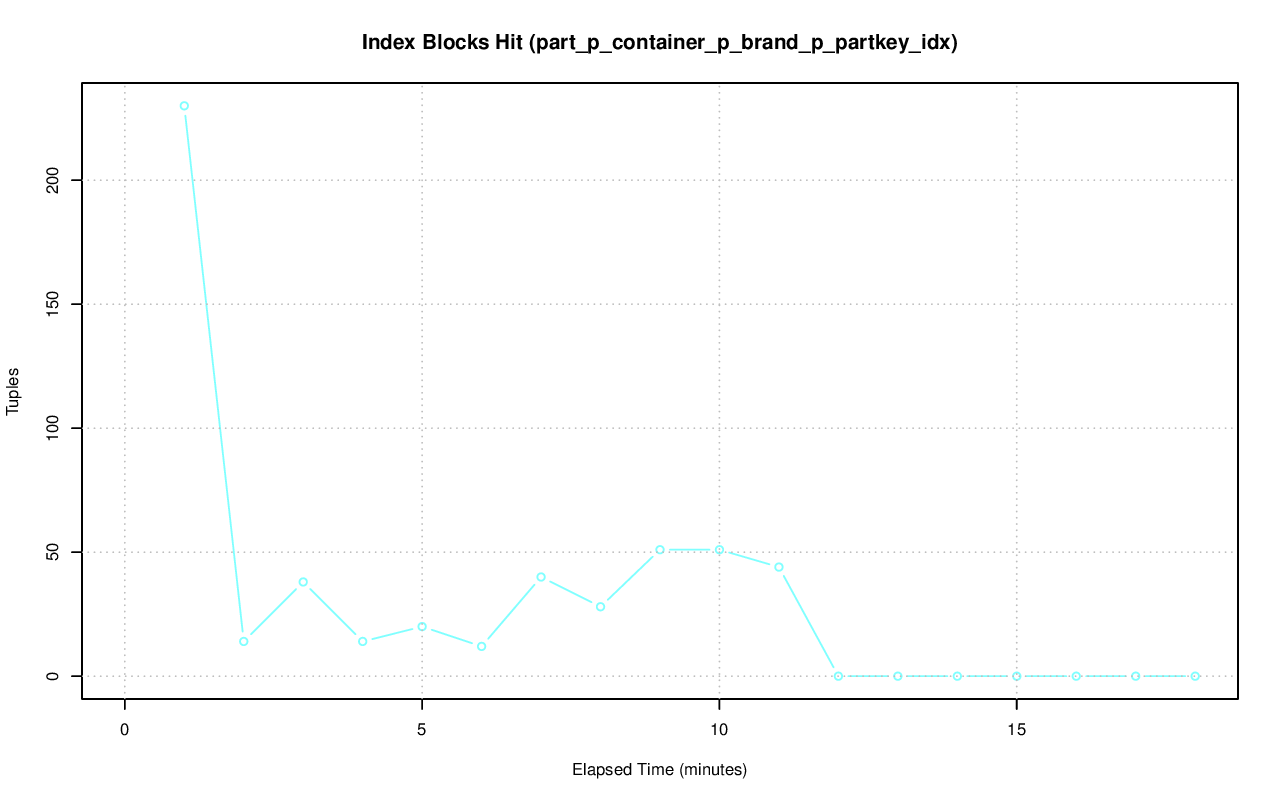 Index Blocks Hit (part_p_container_p_brand_p_partkey_idx)
Tuples
200
150
100
50
0
0 5 10 15
Elapsed Time (minutes)